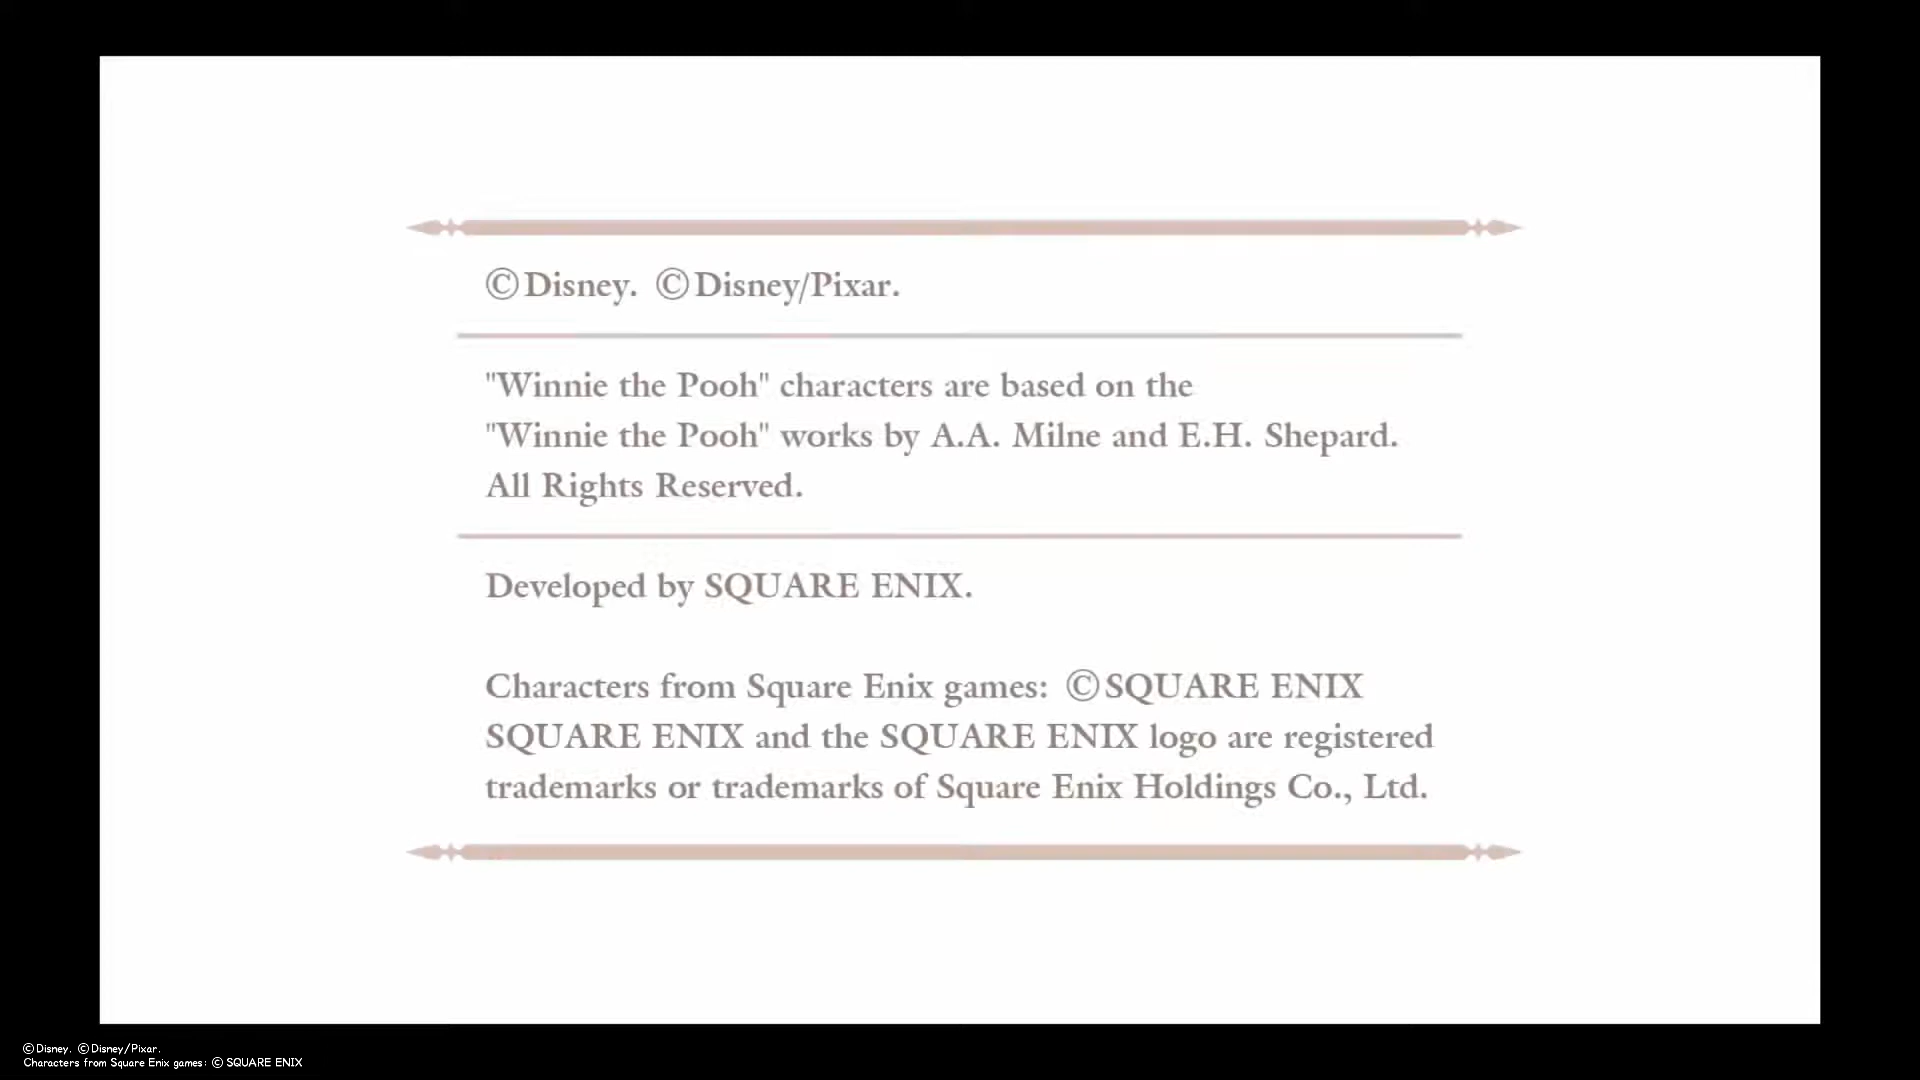 ©Disney. ©Disney/Pixar.
"Winnie the Pooh" characters are based on the
"Winnie the Pooh" works by A.A. Milne and E.H. Shepard.
All Rights Reserved.
Developed by SQUARE ENIX.
Characters from Square Enix games: ©SQUARE ENIX
SQUARE ENIX and the SQUARE ENIX logo are registered
trademarks or trademarks of Square Enix Holdings Co., Ltd.
©Disney. ©Disney/Pixar.
Characters from Square Enix games: © SQUARE ENIX